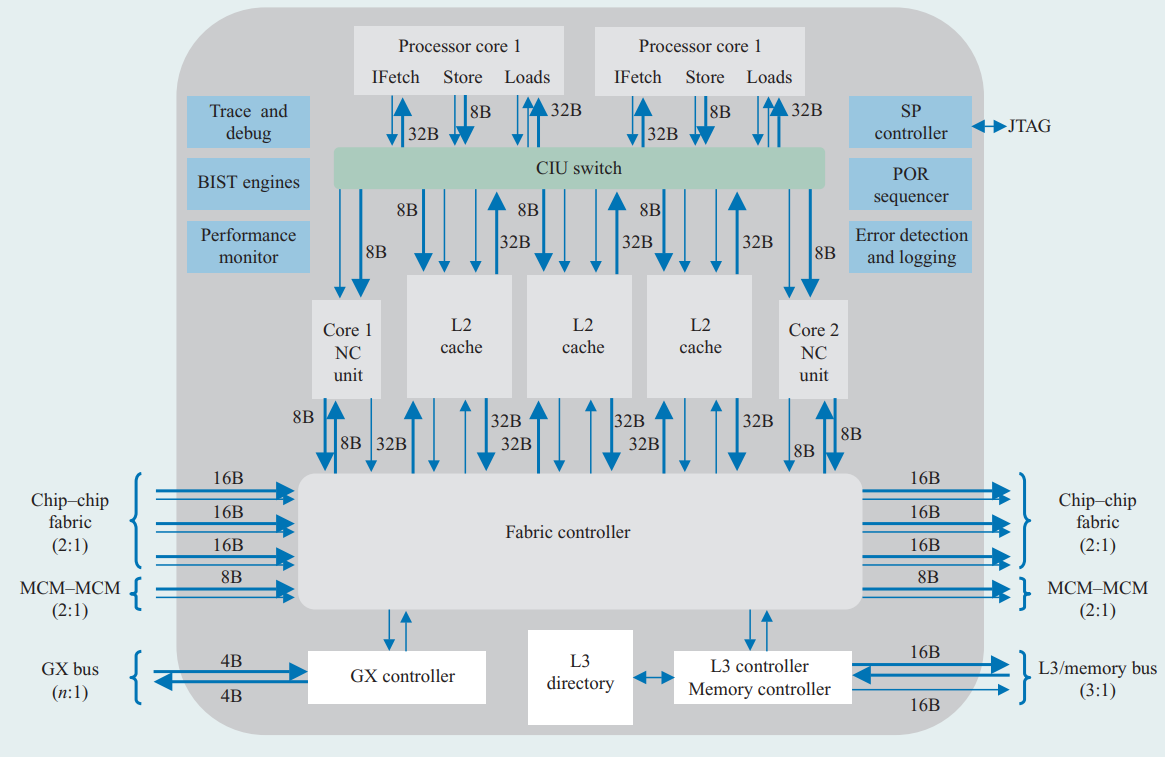 Processor core 1
Processor core 1
IFetch Store Loads
IFetch Store Loads
Trace and
debug
8B
32B
32B
8B
32B
32B
SP
controller
JTAG
CIU switch
BIST engines
POR
sequencer
Performance
monitor
Error detection
and logging
8B
8B
32B
8B
32B
8B
32B
8B
Core 1
NC
unit
L2
cache
L2
cache
L2
cache
Core 2
NC
unit
8B
8B
32B
32B
32B
32B
32B
32B
8B
8B
Chip–chip
fabric
(2:1)
16B
16B
16B
MCM–MCM
(2:1)
8B
Fabric controller
16B
16B
16B
Chip–chip
fabric
(2:1)
8B
MCM–MCM
(2:1)
GX bus
(n:1)
4B
4B
GX controller
L3
directory
L3 controller
Memory controller
16B
16B
L3/memory bus
(3:1)